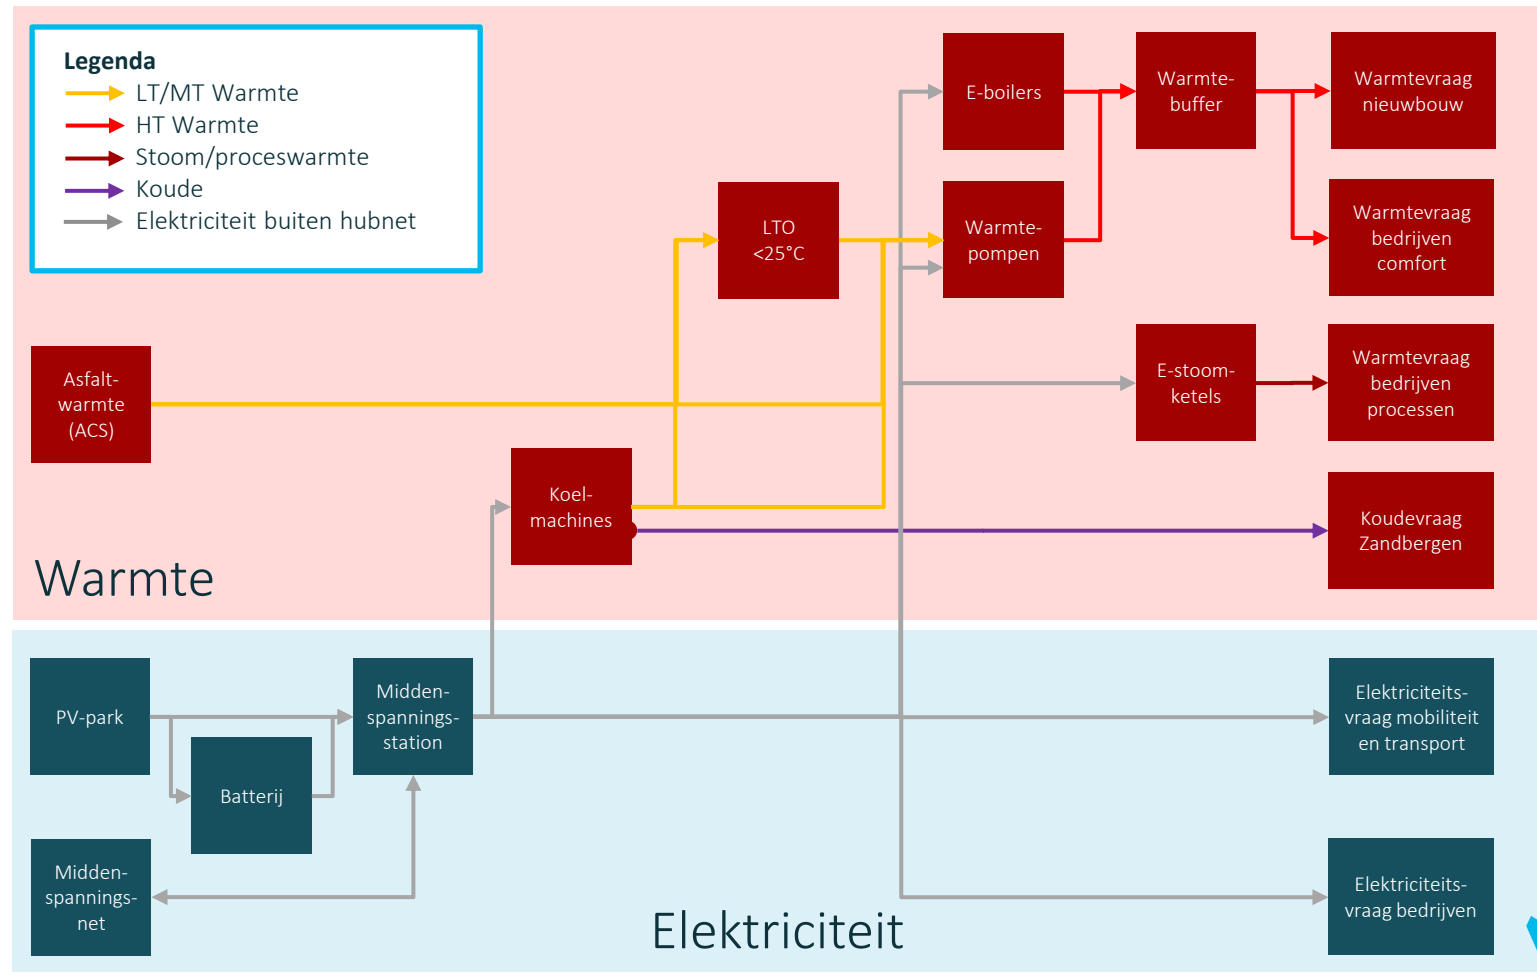 Legenda
LT/MT Warmte
HT Warmte
Stoom/proceswarmte
Koude
Elektriciteit buiten hubnet
E-boilers
Warmte-
buffer
Warmtevraag
nieuwbouw
LTO
<25°C
Warmte-
pompen
Warmtevraag
bedrijven
comfort
Asfalt-
warmte
(ACS)
E-stoom-
ketels
Warmtevraag
bedrijven
processen
Koel-
machines
Koudevraag
Zandbergen
Warmte
PV-park
Batterij
Midden-
spannings-
station
Elektriciteits-
vraag mobiliteit
en transport
Midden-
spannings-
net
Elektriciteits-
vraag bedrijven
Elektriciteit